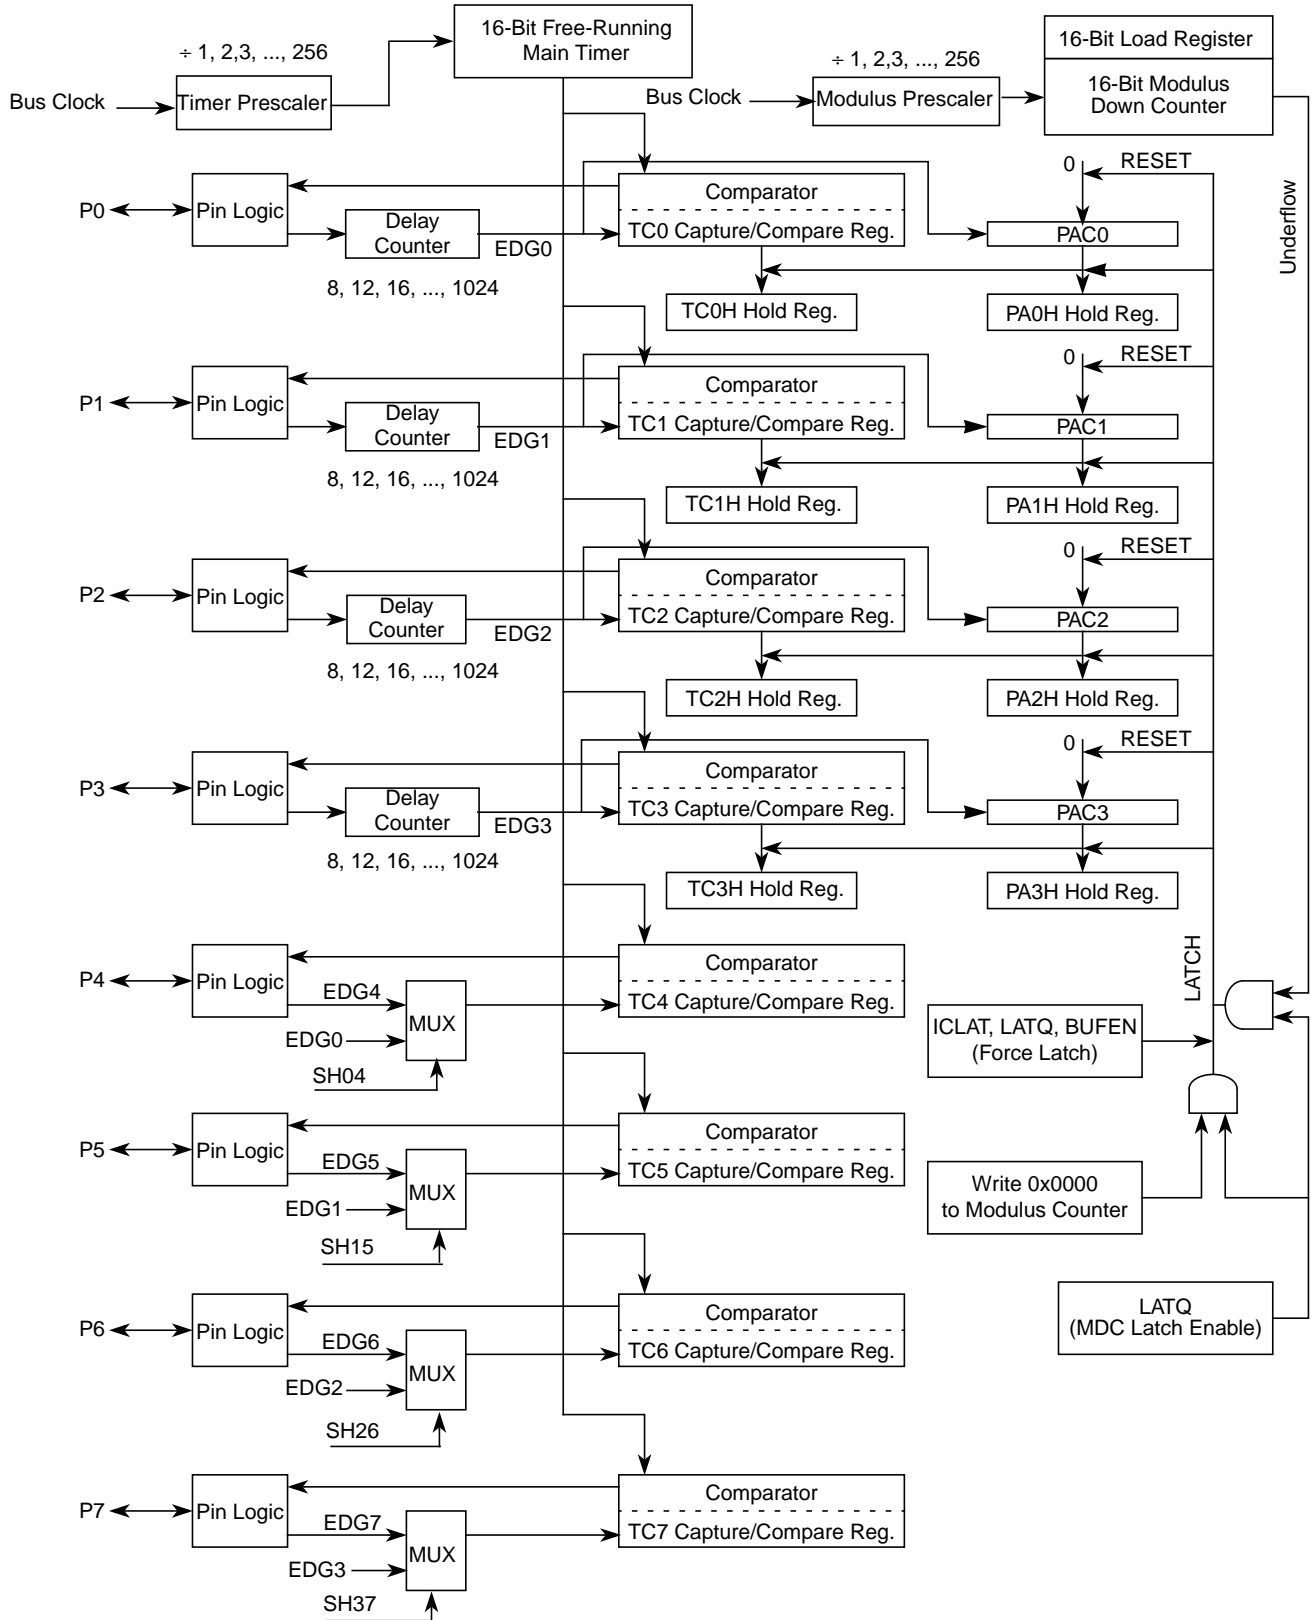 16-Bit Free-Running
Main Timer
16-Bit Load Register
16-Bit Modulus
Down Counter
÷ 1, 2,3, ..., 256
Bus Clock
Timer Prescaler
÷ 1, 2,3, ..., 256
Bus Clock
Modulus Prescaler
Underflow
P0
Pin Logic
Delay
Counter
EDG0
8, 12, 16, ..., 1024
Comparator
TC0 Capture/Compare Reg.
TC0H Hold Reg.
0
RESET
PAC0
PA0H Hold Reg.
P1
Pin Logic
Delay
Counter
EDG1
8, 12, 16, ..., 1024
Comparator
TC1 Capture/Compare Reg.
TC1H Hold Reg.
0
RESET
PAC1
PA1H Hold Reg.
P2
Pin Logic
Delay
Counter
EDG2
8, 12, 16, ..., 1024
Comparator
TC2 Capture/Compare Reg.
TC2H Hold Reg.
0
RESET
PAC2
PA2H Hold Reg.
P3
Pin Logic
Delay
Counter
EDG3
8, 12, 16, ..., 1024
Comparator
TC3 Capture/Compare Reg.
TC3H Hold Reg.
0
RESET
PAC3
PA3H Hold Reg.
LATCH
P4
Pin Logic
EDG4
EDG0
MUX
SH04
Comparator
TC4 Capture/Compare Reg.
ICLAT, LATQ, BUFEN
(Force Latch)
P5
Pin Logic
EDG5
EDG1
MUX
SH15
Comparator
TC5 Capture/Compare Reg.
Write 0x0000
to Modulus Counter
P6
Pin Logic
EDG6
EDG2
MUX
SH26
Comparator
TC6 Capture/Compare Reg.
LATQ
(MDC Latch Enable)
P7
Pin Logic
EDG7
EDG3
MUX
SH37
Comparator
TC7 Capture/Compare Reg.